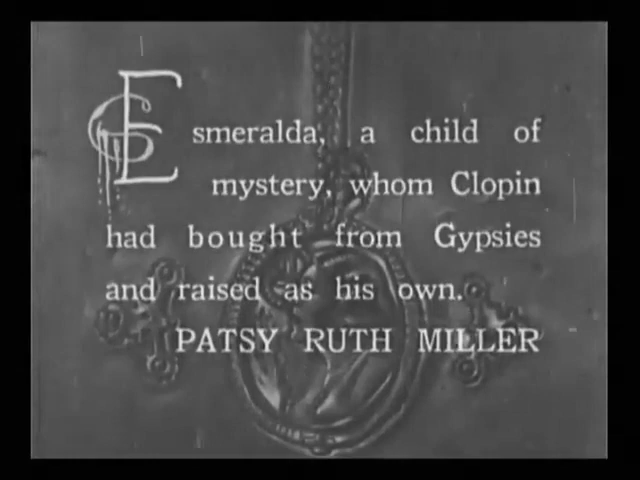 Esmeralda, a child of
mystery, whom Clopin
had bought from Gypsies
and raised as his own.
PATSY RUTH MILLER